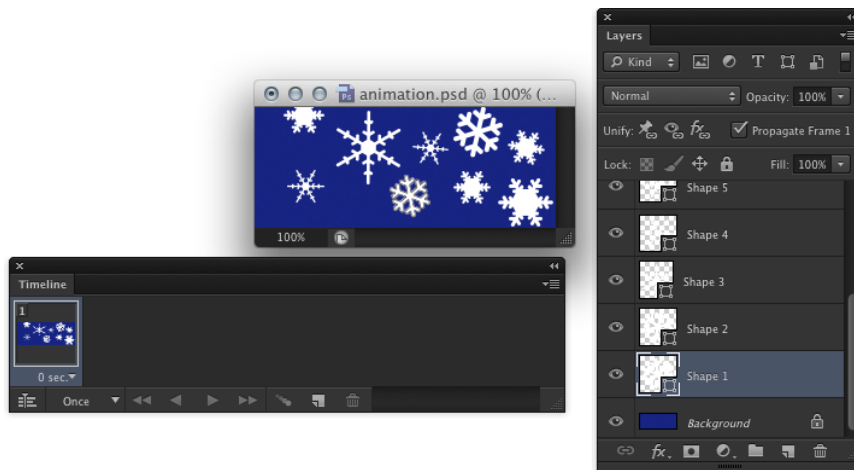 animation.psd @ 100% (...
100%
Timeline
1
0 sec.
Once
Layers
Kind
Normal
Opacity: 100%
Unify:
Propagate Frame 1
Lock:
Fill: 100%
Shape 5
Shape 4
Shape 3
Shape 2
Shape 1
Background
fx.